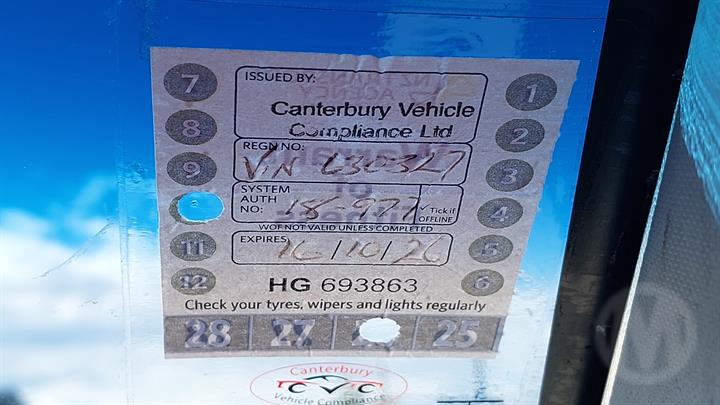 ISSUED BY:
Canterbury Vehicle
Compliance Ltd
REGN NO:
VIN 630327
SYSTEM
AUTH
NO: 18-977
✓ Tick if
OFFLINE
WOF NOT VALID UNLESS COMPLETED
EXPIRES 16/10/26
HG 693863
Check your tyres, wipers and lights regularly
7
8
9
11
12
1
2
3
4
5
6
28 27 25
Canterbury
CVC
Vehicle Compliance